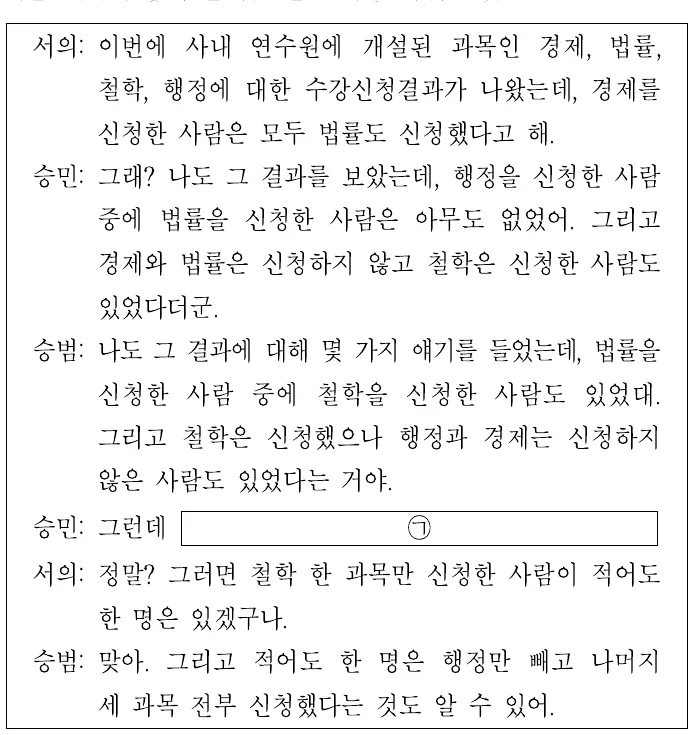 서의: 이번에 사내 연수원에 개설된 과목인 경제, 법률,
철학, 행정에 대한 수강신청결과가 나왔는데, 경제를
신청한 사람은 모두 법률도 신청했다고 해.
승민: 그래? 나도 그 결과를 보았는데, 행정을 신청한 사람
중에 법률을 신청한 사람은 아무도 없었어. 그리고
경제와 법률은 신청하지 않고 철학은 신청한 사람도
있었다더군.
승범: 나도 그 결과에 대해 몇 가지 얘기를 들었는데, 법률을
신청한 사람 중에 철학을 신청한 사람도 있었대.
그리고 철학은 신청했으나 행정과 경제는 신청하지
않은 사람도 있었다는 거야.
승민: 그런데 ㉠
서의: 정말? 그러면 철학 한 과목만 신청한 사람이 적어도
한 명은 있겠구나.
승범: 맞아. 그리고 적어도 한 명은 행정만 빼고 나머지
세 과목 전부 신청했다는 것도 알 수 있어.